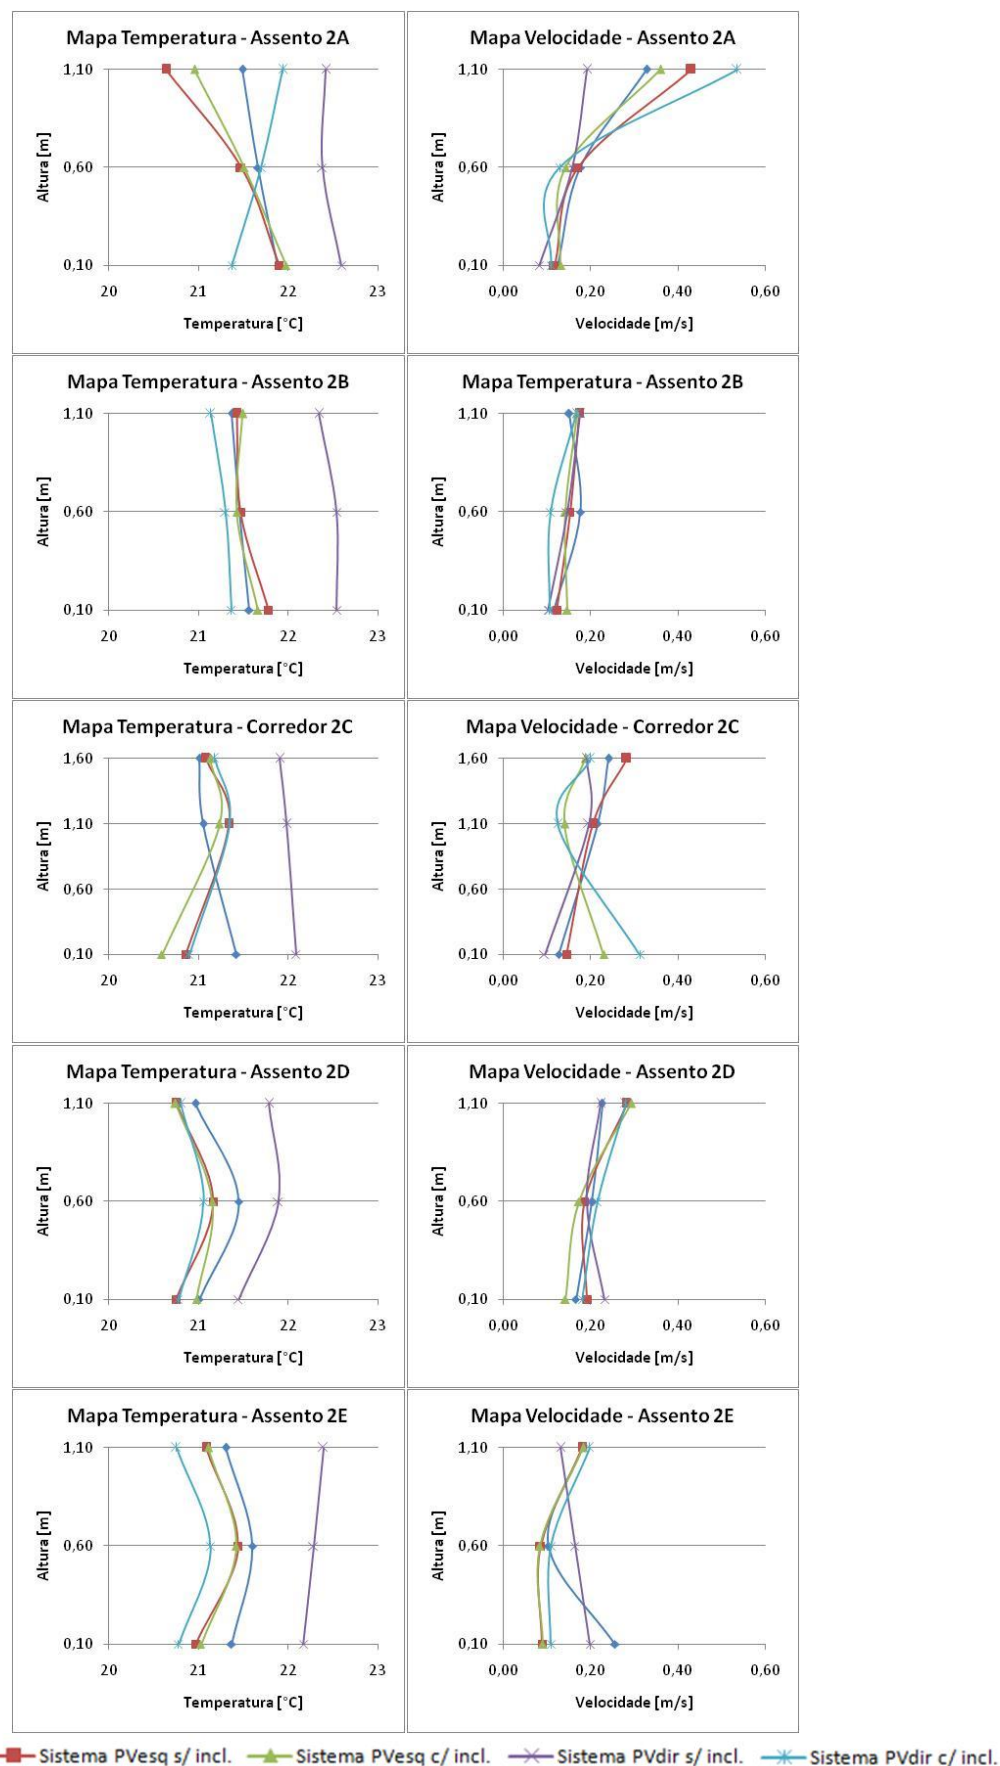 Mapa Temperatura - Assento 2A
1,10
0,60
0,10
Altura [m]
20 21 22 23
Temperatura [°C]
Mapa Velocidade - Assento 2A
1,10
0,60
0,10
Altura [m]
0,00 0,20 0,40 0,60
Velocidade [m/s]
Mapa Temperatura - Assento 2B
1,10
0,60
0,10
Altura [m]
20 21 22 23
Temperatura [°C]
Mapa Temperatura - Assento 2B
1,10
0,60
0,10
Altura [m]
0,00 0,20 0,40 0,60
Velocidade [m/s]
Mapa Temperatura - Corredor 2C
1,60
1,10
0,60
0,10
Altura [m]
20 21 22 23
Temperatura [°C]
Mapa Velocidade - Corredor 2C
1,60
1,10
0,60
0,10
Altura [m]
0,00 0,20 0,40 0,60
Velocidade [m/s]
Mapa Temperatura - Assento 2D
1,10
0,60
0,10
Altura [m]
20 21 22 23
Temperatura [°C]
Mapa Velocidade - Assento 2D
1,10
0,60
0,10
Altura [m]
0,00 0,20 0,40 0,60
Velocidade [m/s]
Mapa Temperatura - Assento 2E
1,10
0,60
0,10
Altura [m]
20 21 22 23
Temperatura [°C]
Mapa Velocidade - Assento 2E
1,10
0,60
0,10
Altura [m]
0,00 0,20 0,40 0,60
Velocidade [m/s]
Sistema PVesq s/ incl. Sistema PVesq c/ incl. Sistema PVdir s/ incl. Sistema PVdir c/ incl.